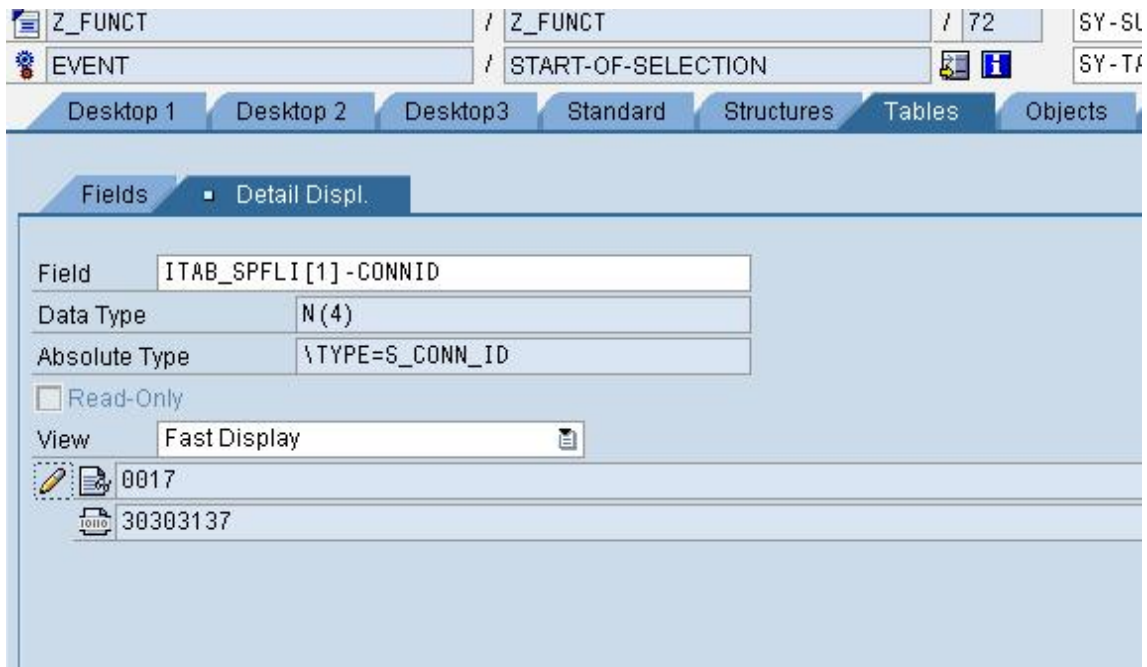 Z_FUNCT / Z_FUNCT / 72 SY-SU
EVENT / START-OF-SELECTION SY-TA
Desktop 1 Desktop 2 Desktop3 Standard Structures Tables Objects
Fields Detail Displ.
Field ITAB_SPFLI[1]-CONNID
Data Type N(4)
Absolute Type \TYPE=S_CONN_ID
Read-Only
View Fast Display
0017
30303137